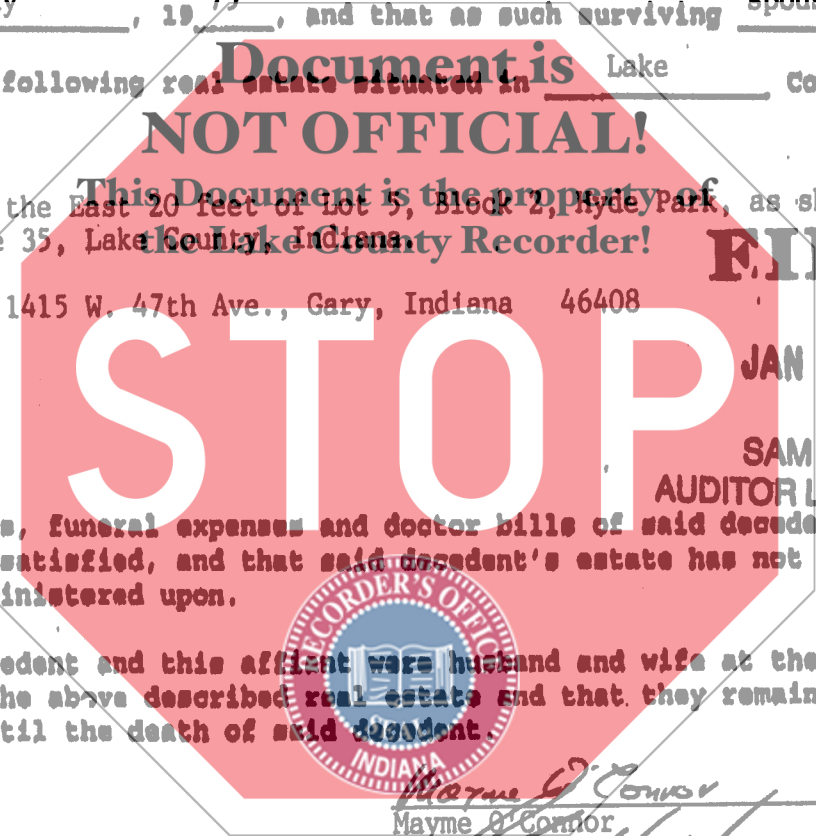 , 19 , and that as such surviving
Document is
following real estate situated in Lake Co
NOT OFFICIAL!
This Document is the property of
the East 20 feet of Lot 5, Block 2, Hyde Park, as s
the Lake County Recorder!
35, Lake County, Indiana.
1415 W. 47th Ave., Gary, Indiana 46408
STOP
JAN
SAM
AUDITOR L
, funeral expenses and doctor bills of said decede
satisfied, and that said decedent's estate has not
inistered upon.
RECORDER'S OFFICE
edent and this affiant were husband and wife at the
he above described real estate and that they remain
til the death of said decedent.
SEAL
INDIANA
Mayme O'Connor
Mayme O'Connor